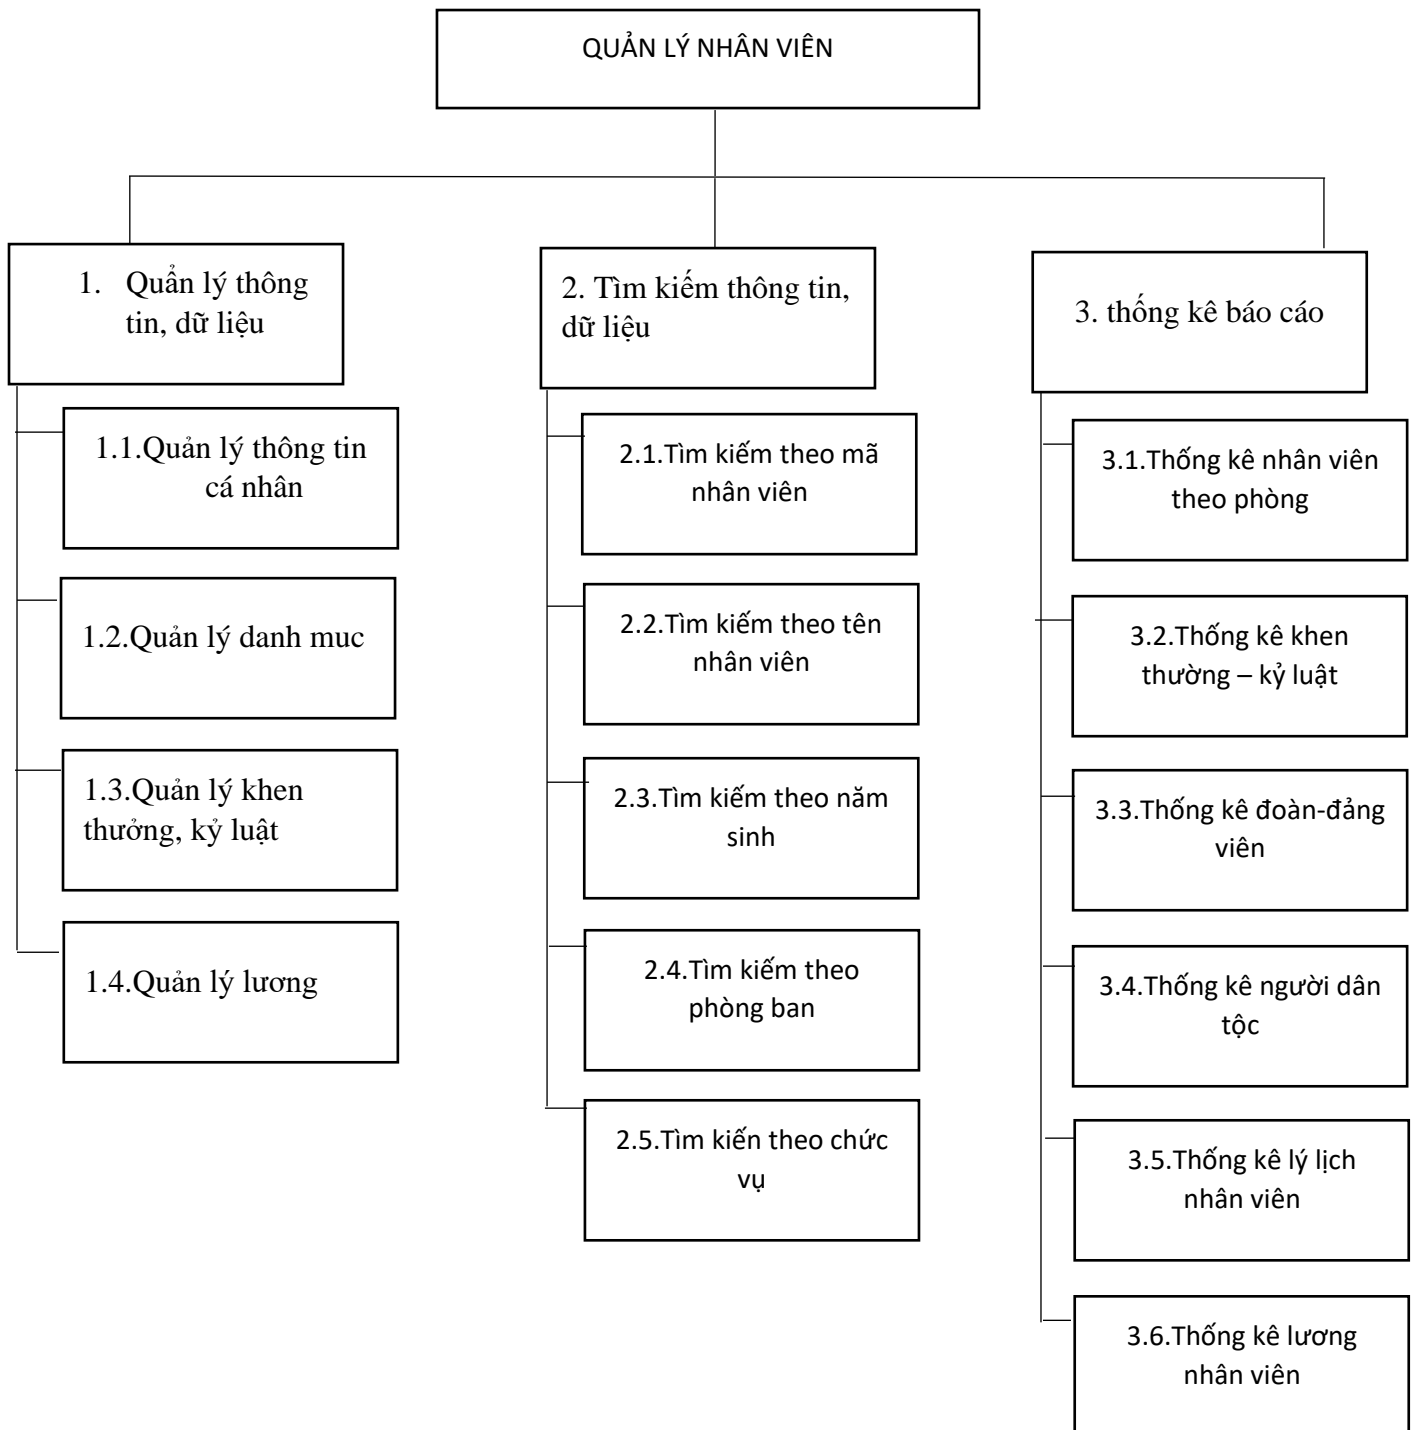 QUẢN LÝ NHÂN VIÊN
1. Quẩn lý thông
tin, dữ liệu
1.1.Quản lý thông tin
cá nhân
1.2.Quản lý danh muc
1.3.Quản lý khen
thưởng, kỷ luật
1.4.Quản lý lương
2. Tìm kiếm thông tin,
dữ liệu
2.1.Tìm kiếm theo mã
nhân viên
2.2.Tìm kiếm theo tên
nhân viên
2.3.Tìm kiếm theo năm
sinh
2.4.Tìm kiếm theo
phòng ban
2.5.Tìm kiến theo chức
vụ
3. thống kê báo cáo
3.1.Thống kê nhân viên
theo phòng
3.2.Thống kê khen
thường – kỷ luật
3.3.Thống kê đoàn-đảng
viên
3.4.Thống kê người dân
tộc
3.5.Thống kê lý lịch
nhân viên
3.6.Thống kê lương
nhân viên